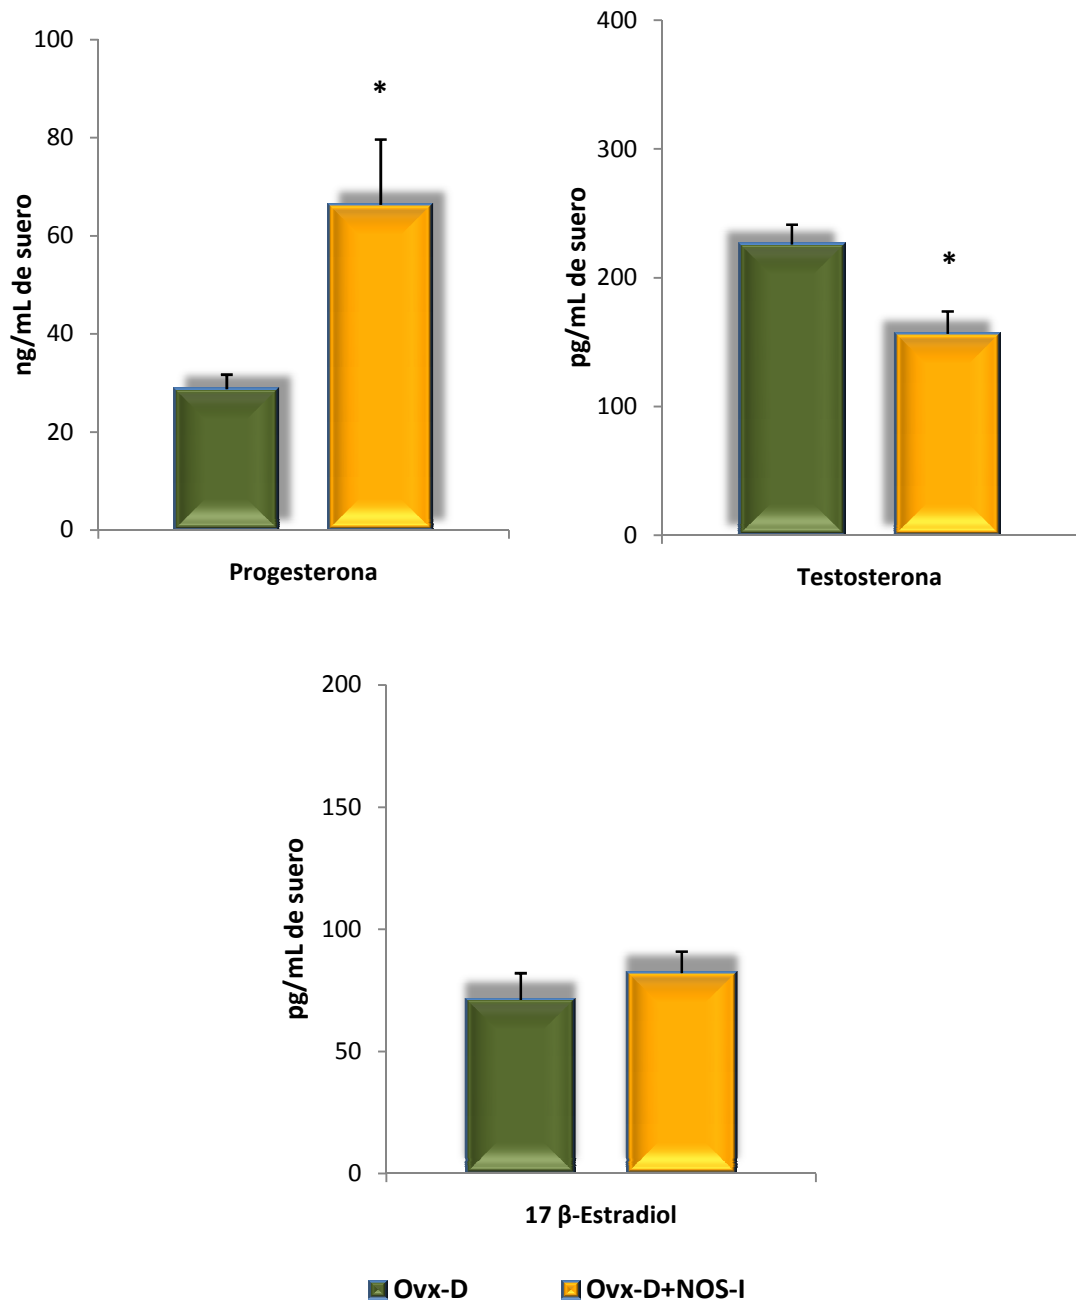 100
80
60
40
20
0
ng/mL de suero
*
Progesterona
400
300
200
100
0
pg/mL de suero
*
Testosterona
200
150
100
50
0
pg/mL de suero
17 β-Estradiol
Ovx-D
Ovx-D+NOS-I